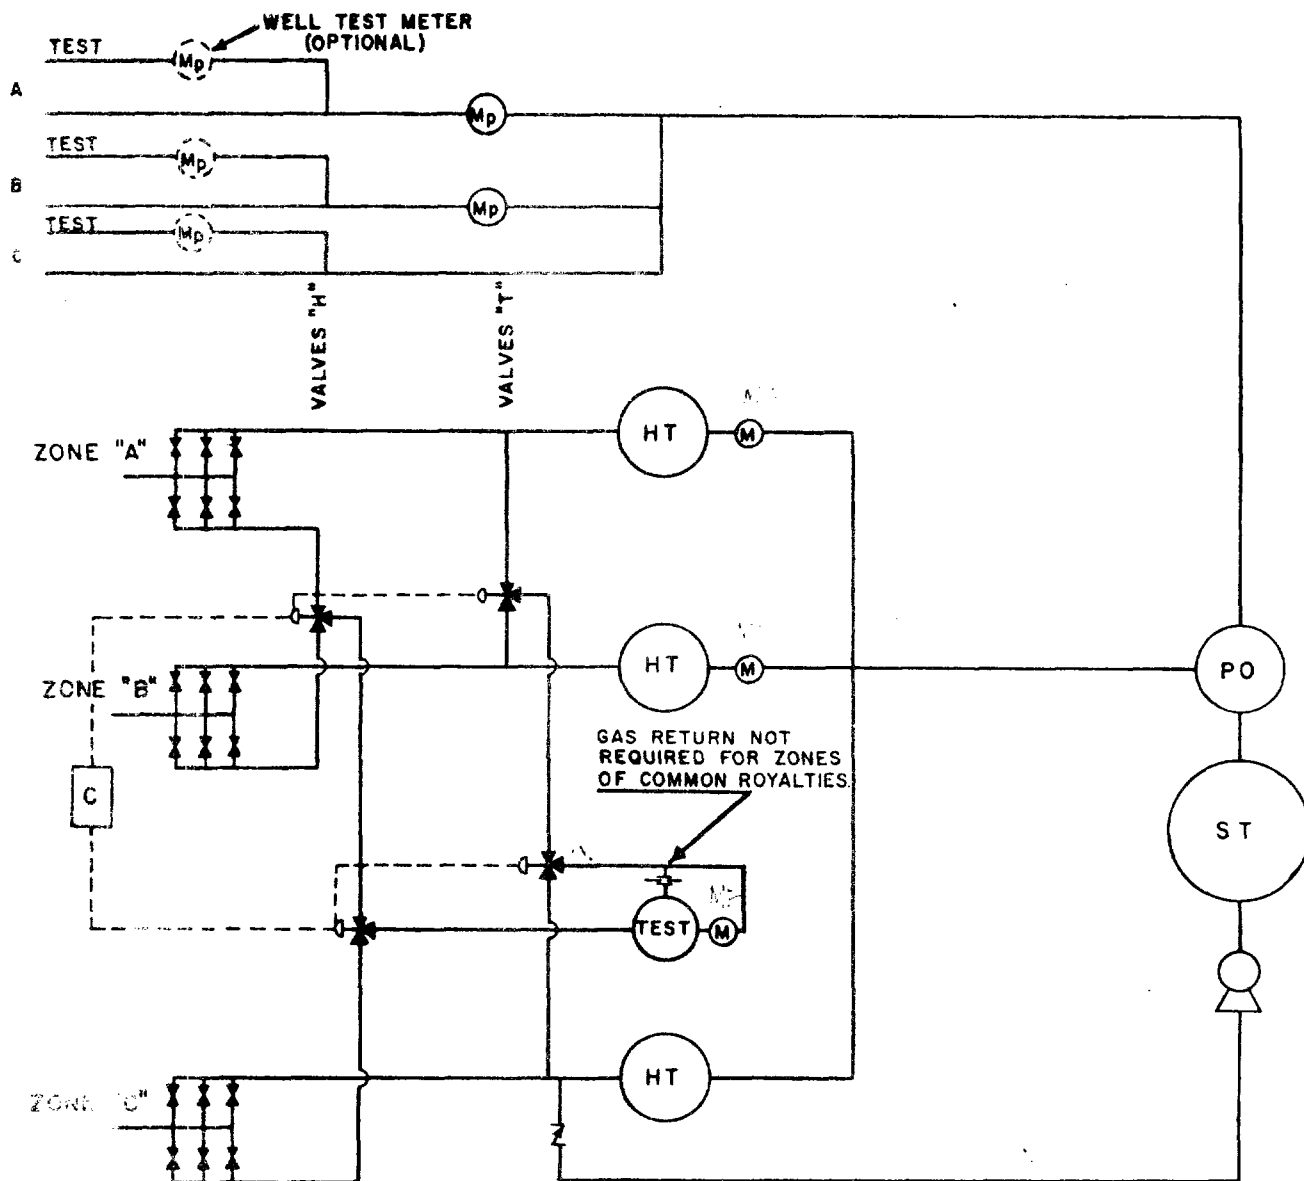 WELL TEST METER
(OPTIONAL)
TEST
Mp
A
Mp
TEST
Mp
B
Mp
TEST
Mp
C
VALVES "H"
VALVES "T"
HT
M
ZONE "A"
HT
M
PO
ZONE "B"
GAS RETURN NOT
REQUIRED FOR ZONES
OF COMMON ROYALTIES
C
ST
TEST
M
HT
ZONE "C"